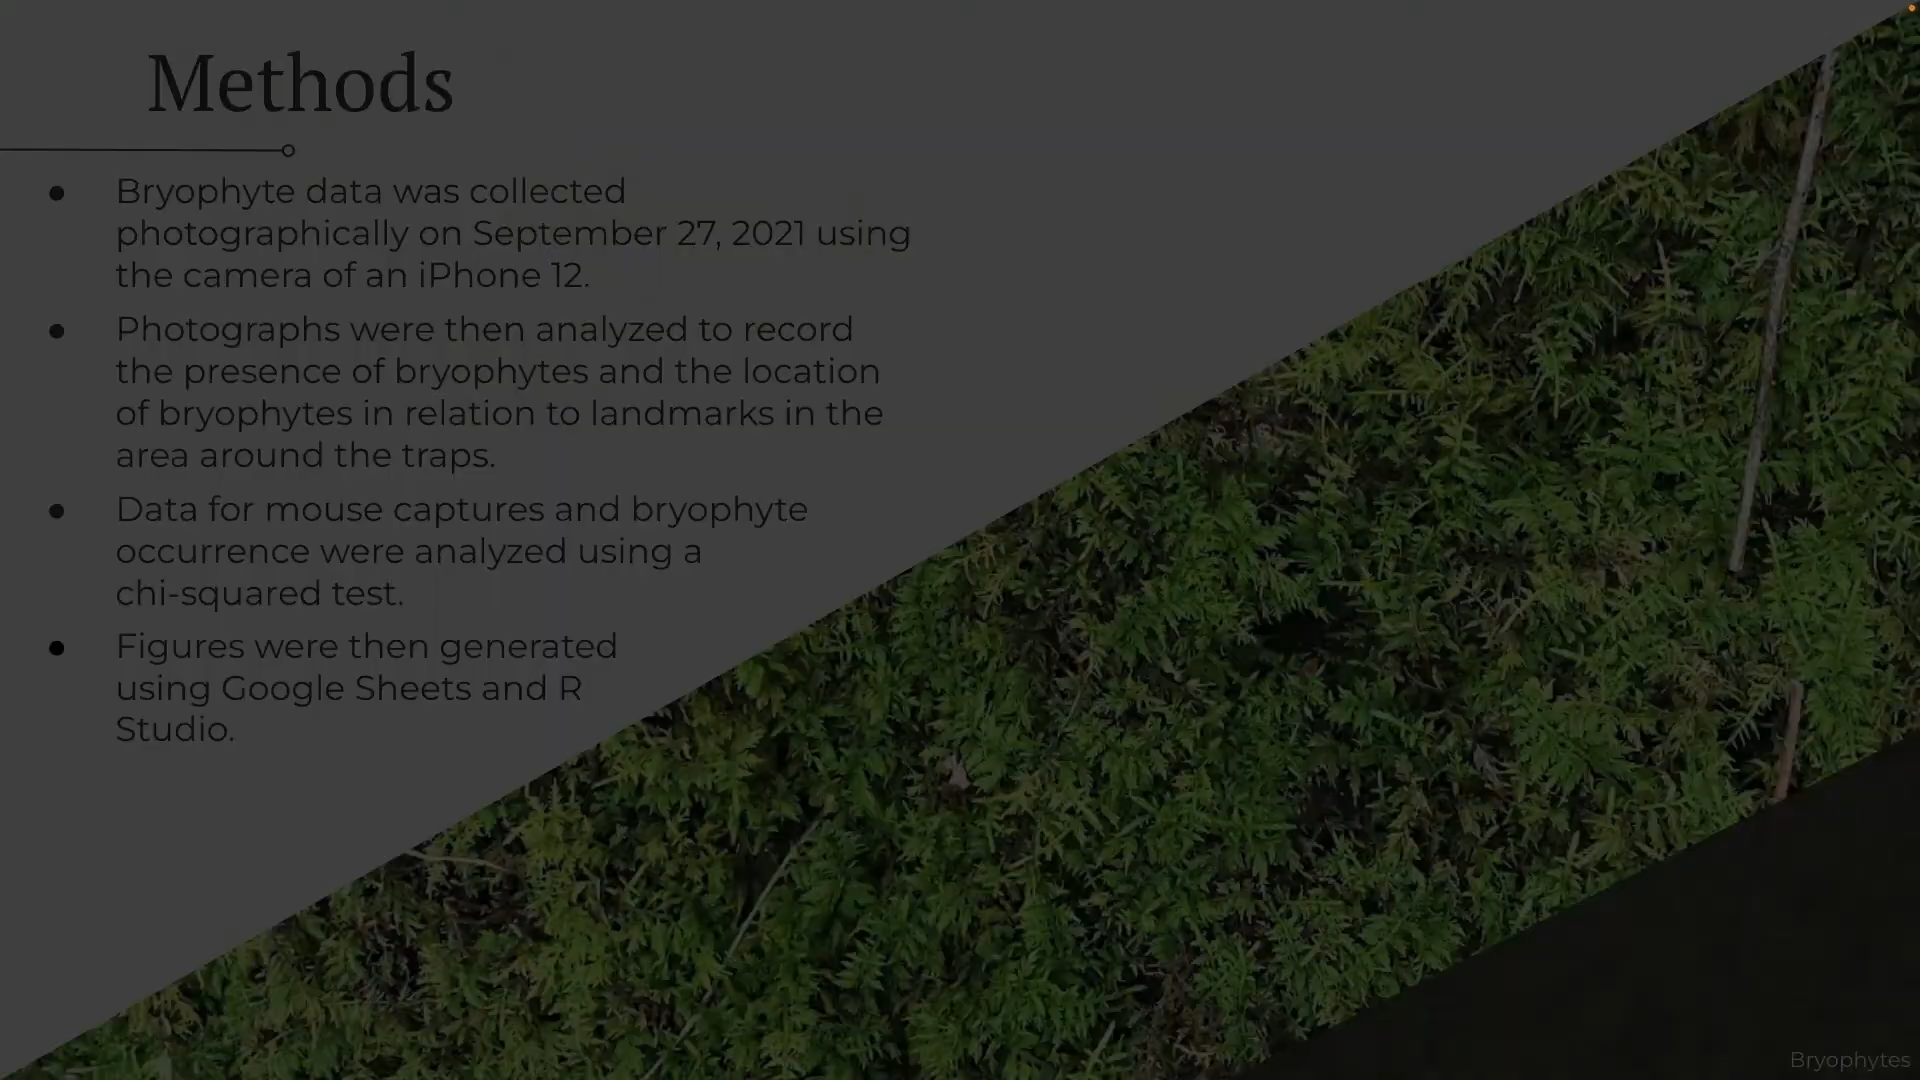 Methods
● Bryophyte data was collected
photographically on September 27, 2021 using
the camera of an iPhone 12.
● Photographs were then analyzed to record
the presence of bryophytes and the location
of bryophytes in relation to landmarks in the
area around the traps.
● Data for mouse captures and bryophyte
occurrence were analyzed using a
chi-squared test.
● Figures were then generated
using Google Sheets and R
Studio.
Bryophytes